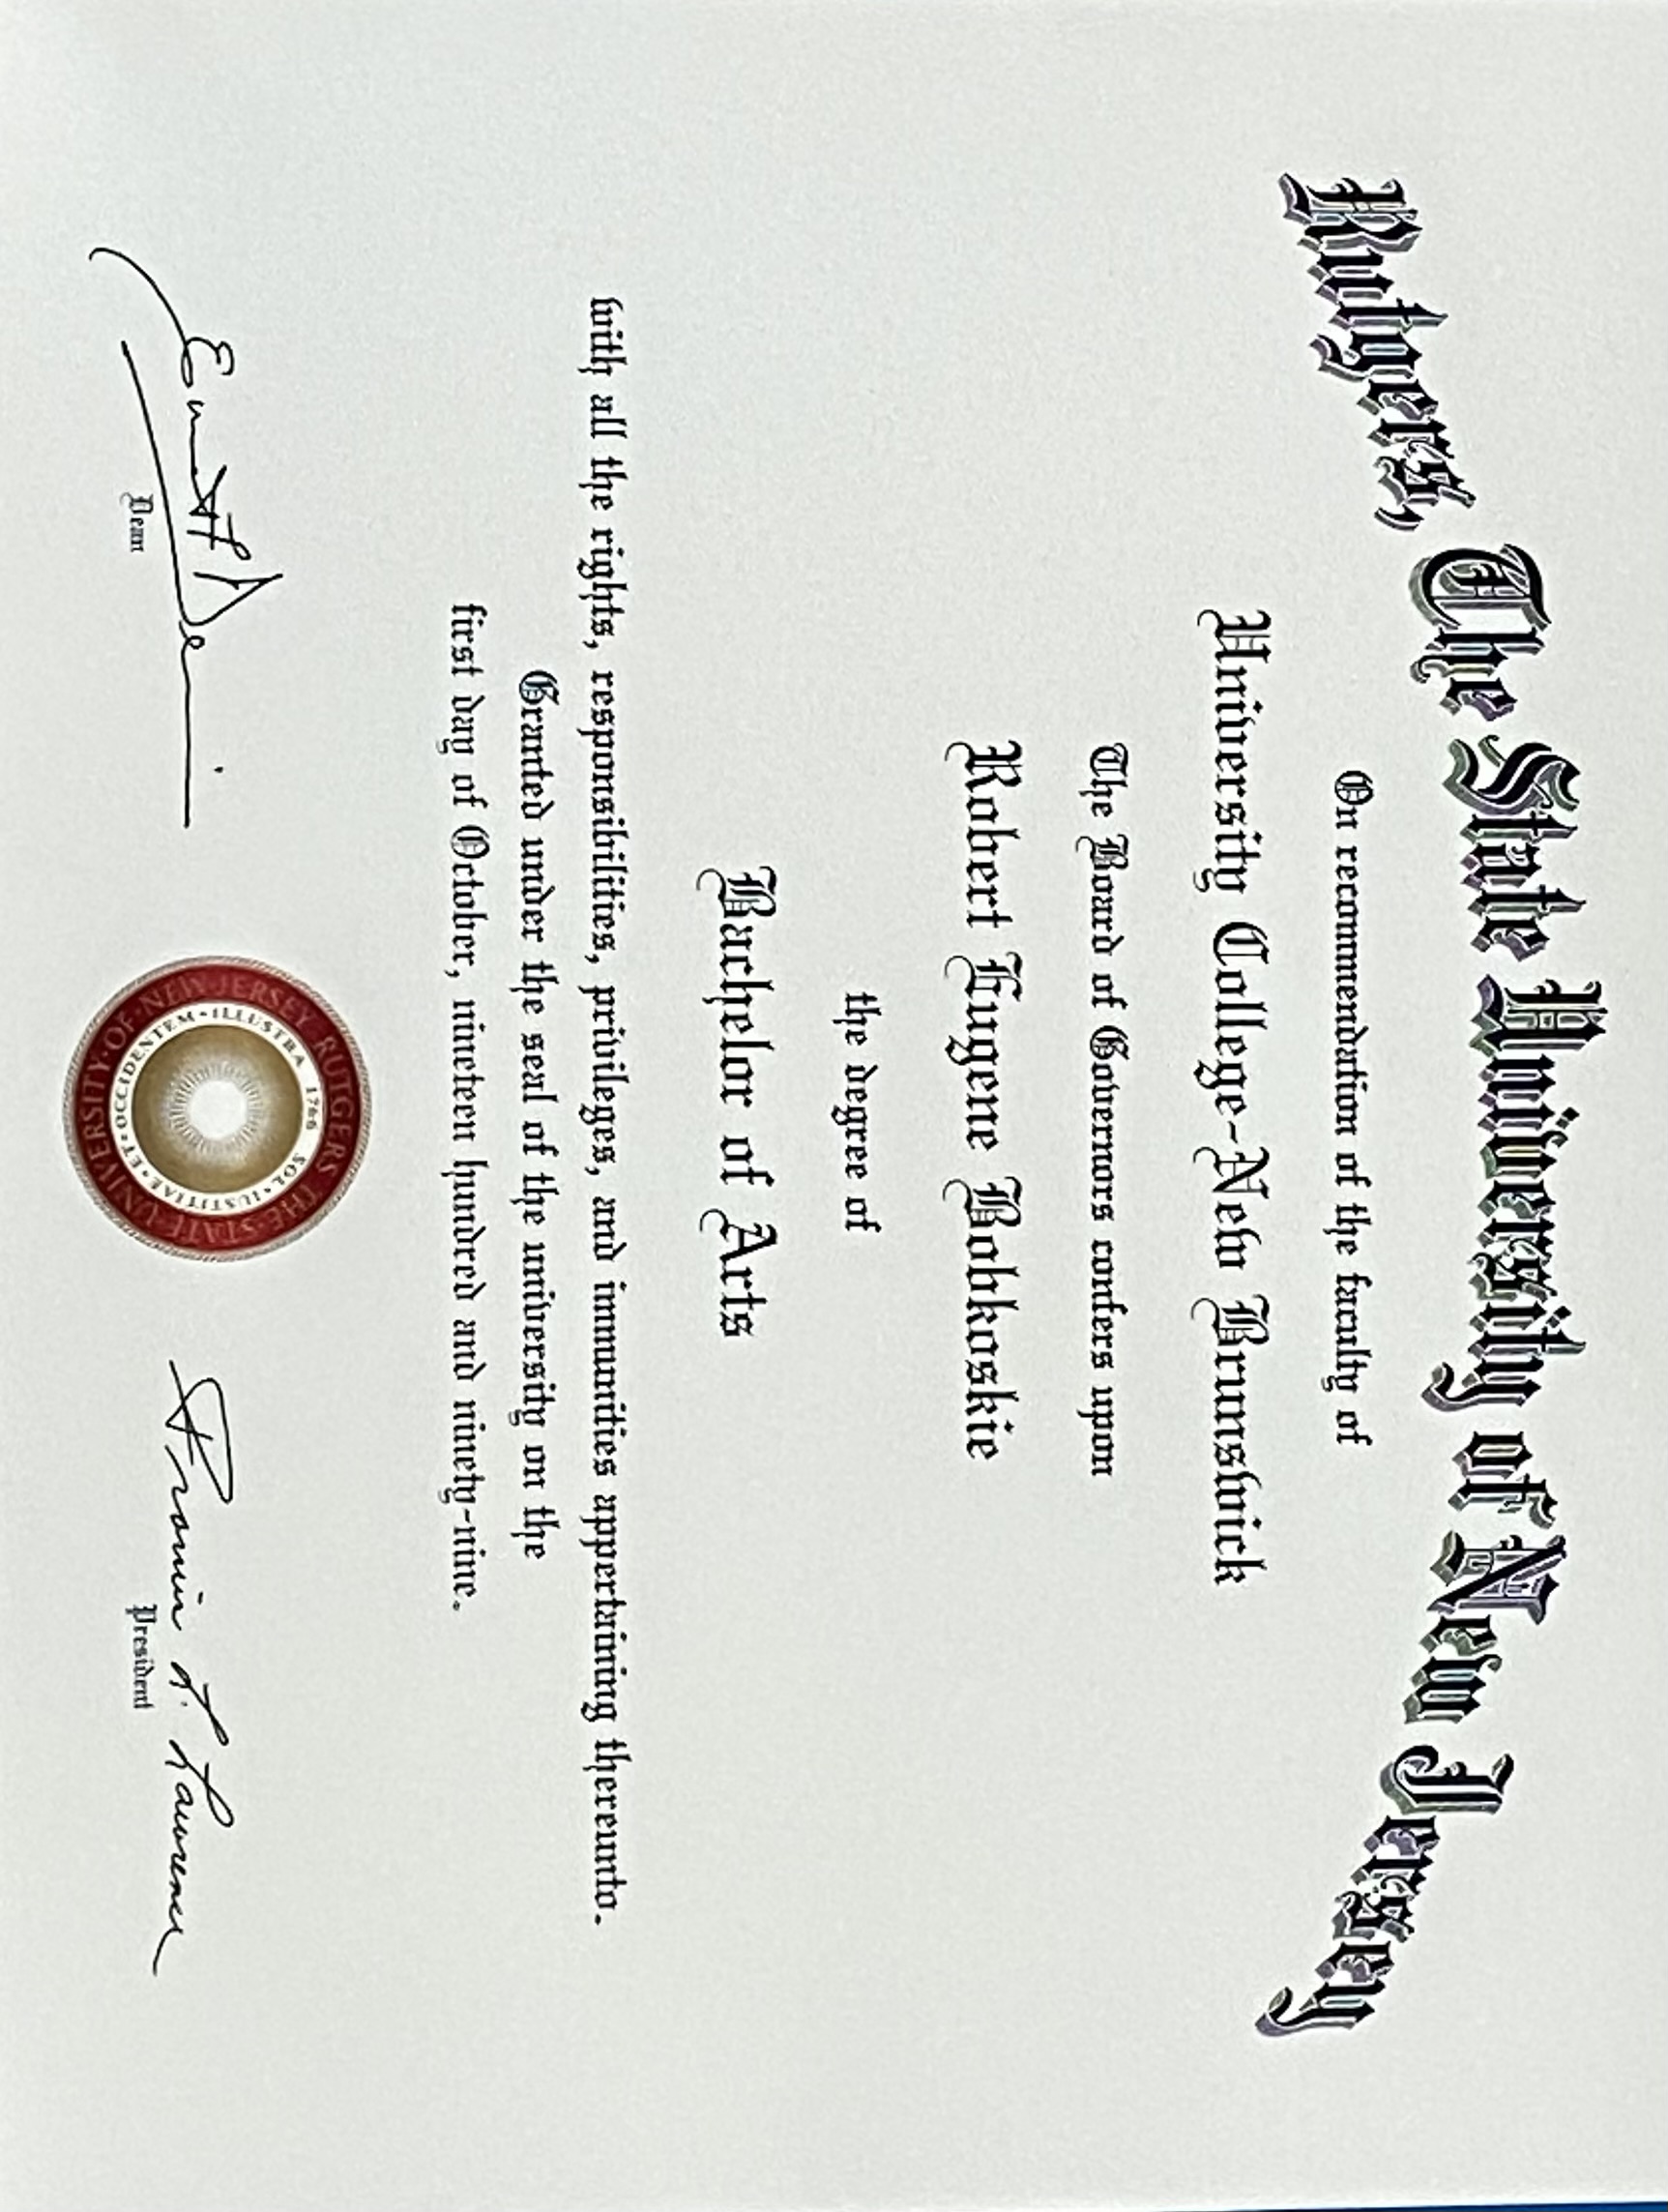 Rutgers, The State University of New Jersey
On recommendation of the faculty of
University College-New Brunswick
The Board of Governors confers upon
Robert Eugene Bobkoskie
the degree of
Bachelor of Arts
with all the rights, responsibilities, privileges, and immunities appertaining thereunto.
Granted under the seal of the university on the
first day of October, nineteen hundred and ninety-nine.
RUTGERS THE·STATE·UNIVERSITY·OF·NEW JERSEY
1766
SOL·IUSTITIAE·ET·OCCIDENTEM·ILLUSTRA
Dean
Francis L. Lawrence
President